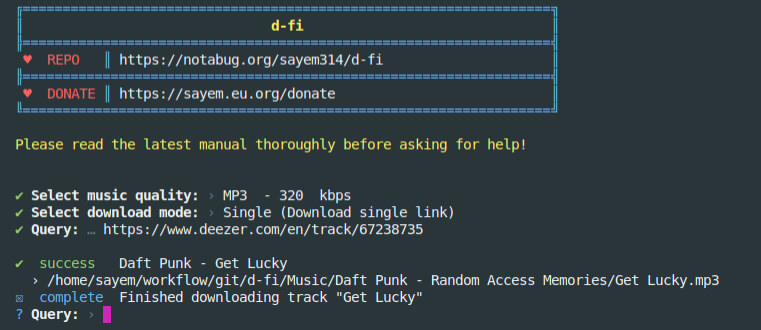 d-fi
♥ REPO ║ https://notabug.org/sayem314/d-fi
♥ DONATE ║ https://sayem.eu.org/donate
Please read the latest manual thoroughly before asking for help!
✔ Select music quality: › MP3 - 320 kbps
✔ Select download mode: › Single (Download single link)
✔ Query: … https://www.deezer.com/en/track/67238735
✔ success Daft Punk - Get Lucky
› /home/sayem/workflow/git/d-fi/Music/Daft Punk - Random Access Memories/Get Lucky.mp3
☒ complete Finished downloading track "Get Lucky"
? Query: ›